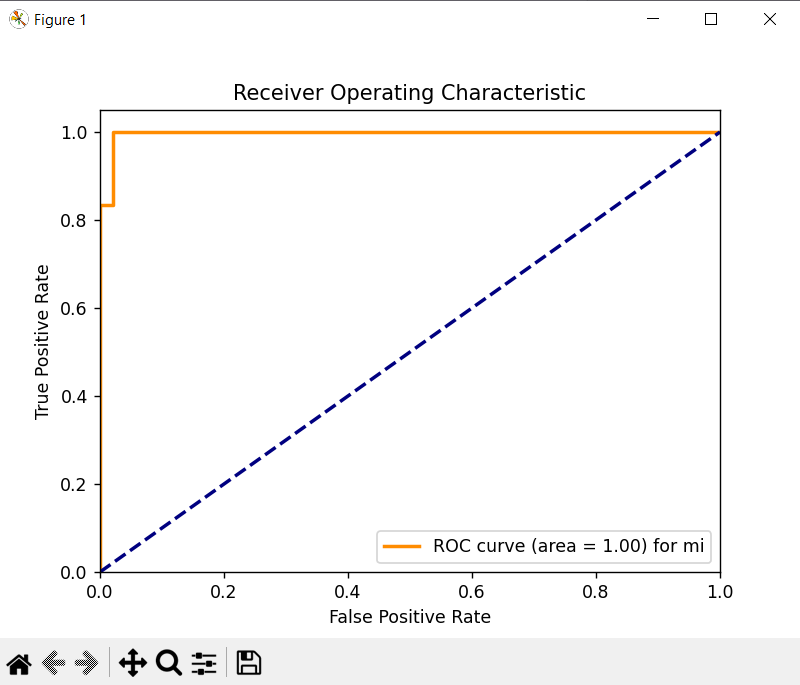 Figure 1
Receiver Operating Characteristic
1.0
0.8
0.6
0.4
0.2
0.0
True Positive Rate
ROC curve (area = 1.00) for mi
0.0 0.2 0.4 0.6 0.8 1.0
False Positive Rate